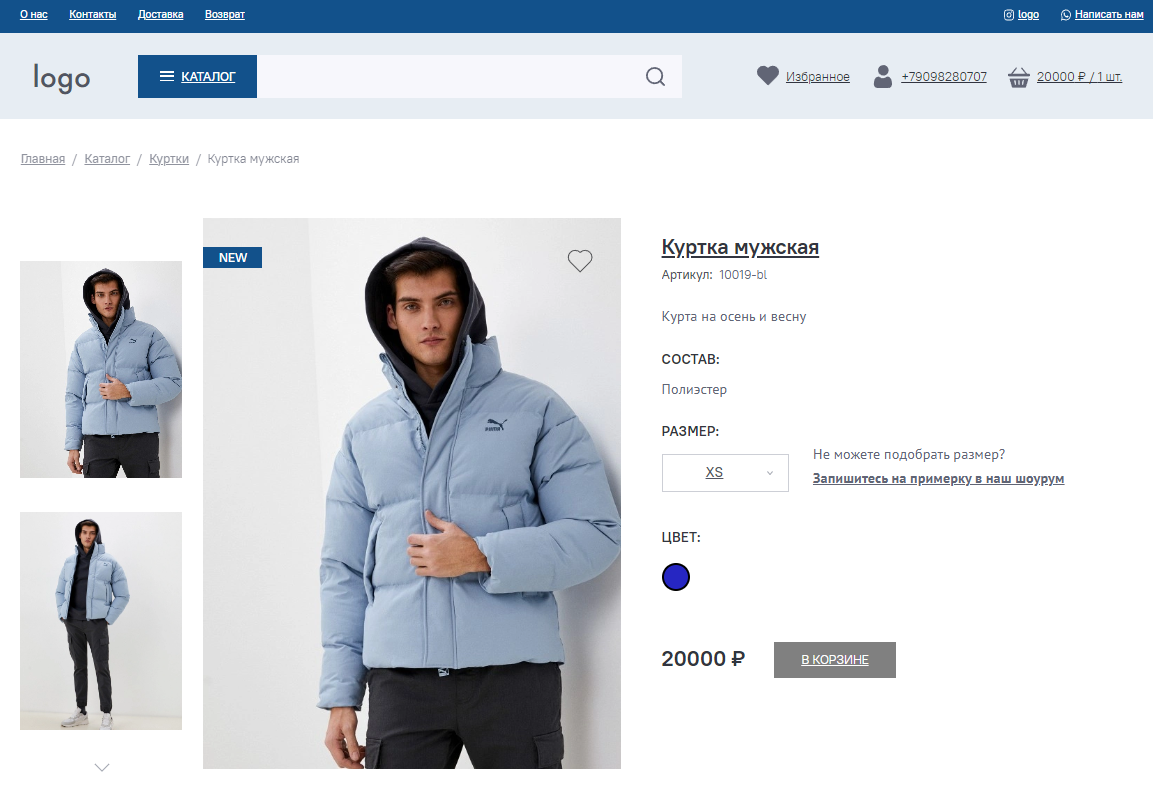 О нас Контакты Доставка Возврат logo Написать нам
logo КАТАЛОГ Избранное +79098280707 20000 ₽ / 1 шт.
Главная / Каталог / Куртки / Куртка мужская
NEW
Куртка мужская
Артикул: 10019-bl
Курта на осень и весну
СОСТАВ:
Полиэстер
РАЗМЕР:
XS
Не можете подобрать размер?
Запишитесь на примерку в наш шоурум
ЦВЕТ:
20000 ₽ В КОРЗИНЕ
PUMA